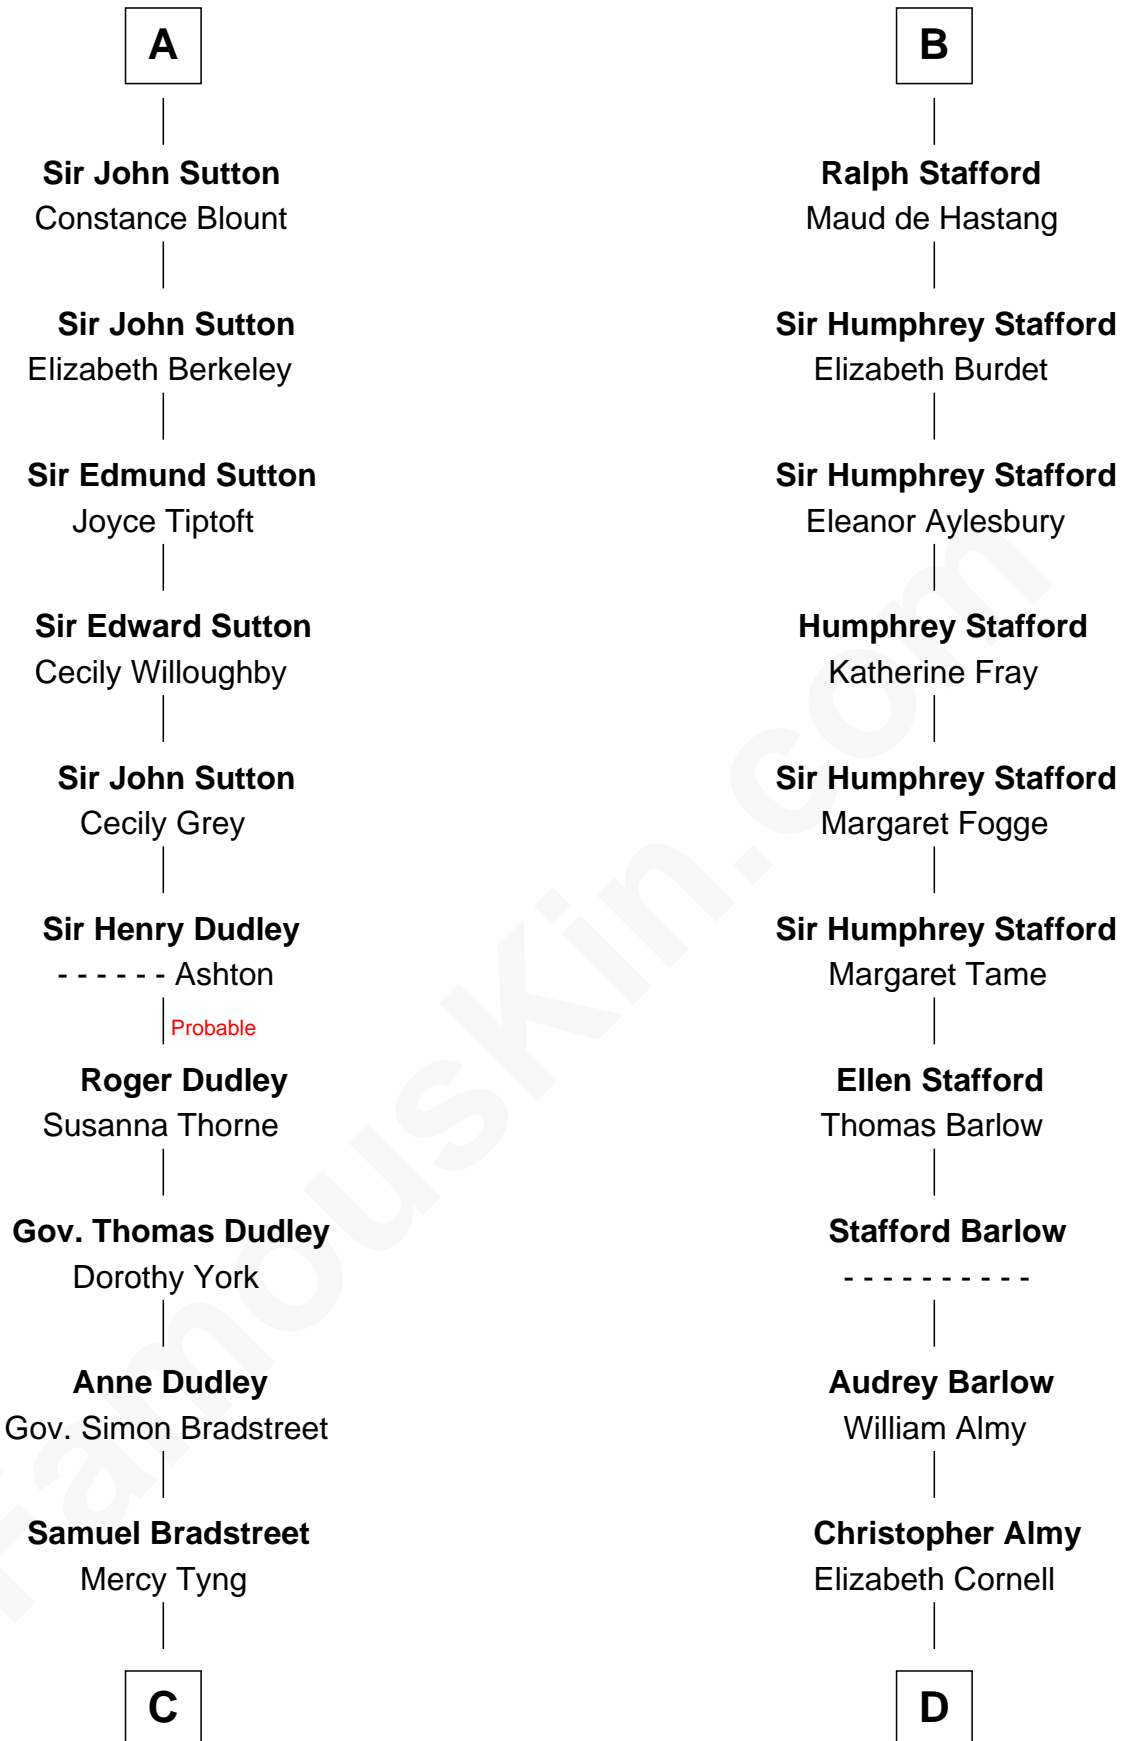 A
Sir John Sutton
Constance Blount
Sir John Sutton
Elizabeth Berkeley
Sir Edmund Sutton
Joyce Tiptoft
Sir Edward Sutton
Cecily Willoughby
Sir John Sutton
Cecily Grey
Sir Henry Dudley
- - - - - - Ashton
Probable
Roger Dudley
Susanna Thorne
Gov. Thomas Dudley
Dorothy York
Anne Dudley
Gov. Simon Bradstreet
Samuel Bradstreet
Mercy Tyng
C
B
Ralph Stafford
Maud de Hastang
Sir Humphrey Stafford
Elizabeth Burdet
Sir Humphrey Stafford
Eleanor Aylesbury
Humphrey Stafford
Katherine Fray
Sir Humphrey Stafford
Margaret Fogge
Sir Humphrey Stafford
Margaret Tame
Ellen Stafford
Thomas Barlow
Stafford Barlow
- - - - - - - - - -
Audrey Barlow
William Almy
Christopher Almy
Elizabeth Cornell
D
FamousKin.com